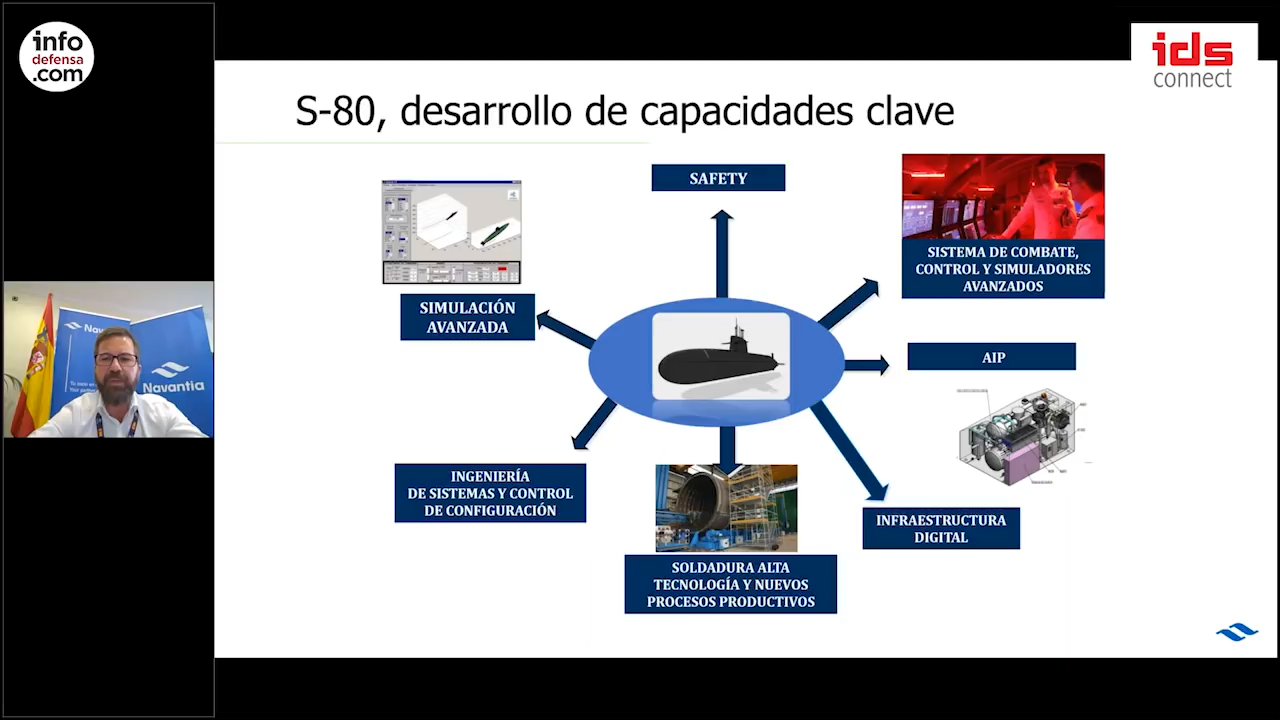 info
defensa
.com
ids
connect
S-80, desarrollo de capacidades clave
SAFETY
SIMULACIÓN
AVANZADA
SISTEMA DE COMBATE,
CONTROL Y SIMULADORES
AVANZADOS
AIP
INGENIERÍA
DE SISTEMAS Y CONTROL
DE CONFIGURACIÓN
SOLDADURA ALTA
TECNOLOGÍA Y NUEVOS
PROCESOS PRODUCTIVOS
INFRAESTRUCTURA
DIGITAL
Navantia